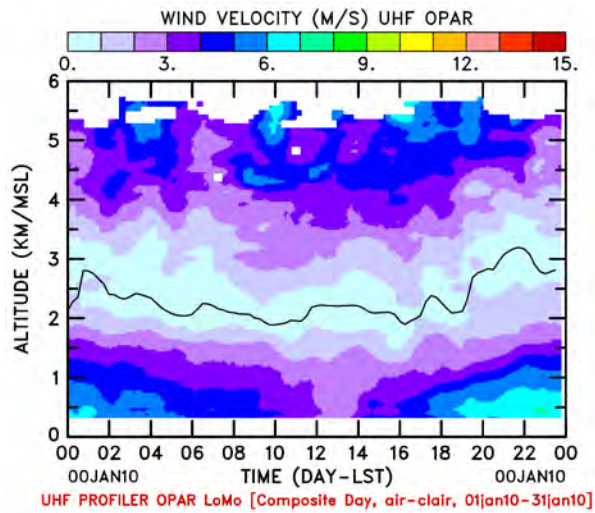 WIND VELOCITY (M/S) UHF OPAR
0. 3. 6. 9. 12. 15.
6
5
4
3
2
1
0
ALTITUDE (KM/MSL)
00 02 04 06 08 10 12 14 16 18 20 22 00
00JAN10 TIME (DAY-LST) 00JAN10
UHF PROFILER OPAR LoMo [Composite Day, air-clair, 01jan10-31jan10]